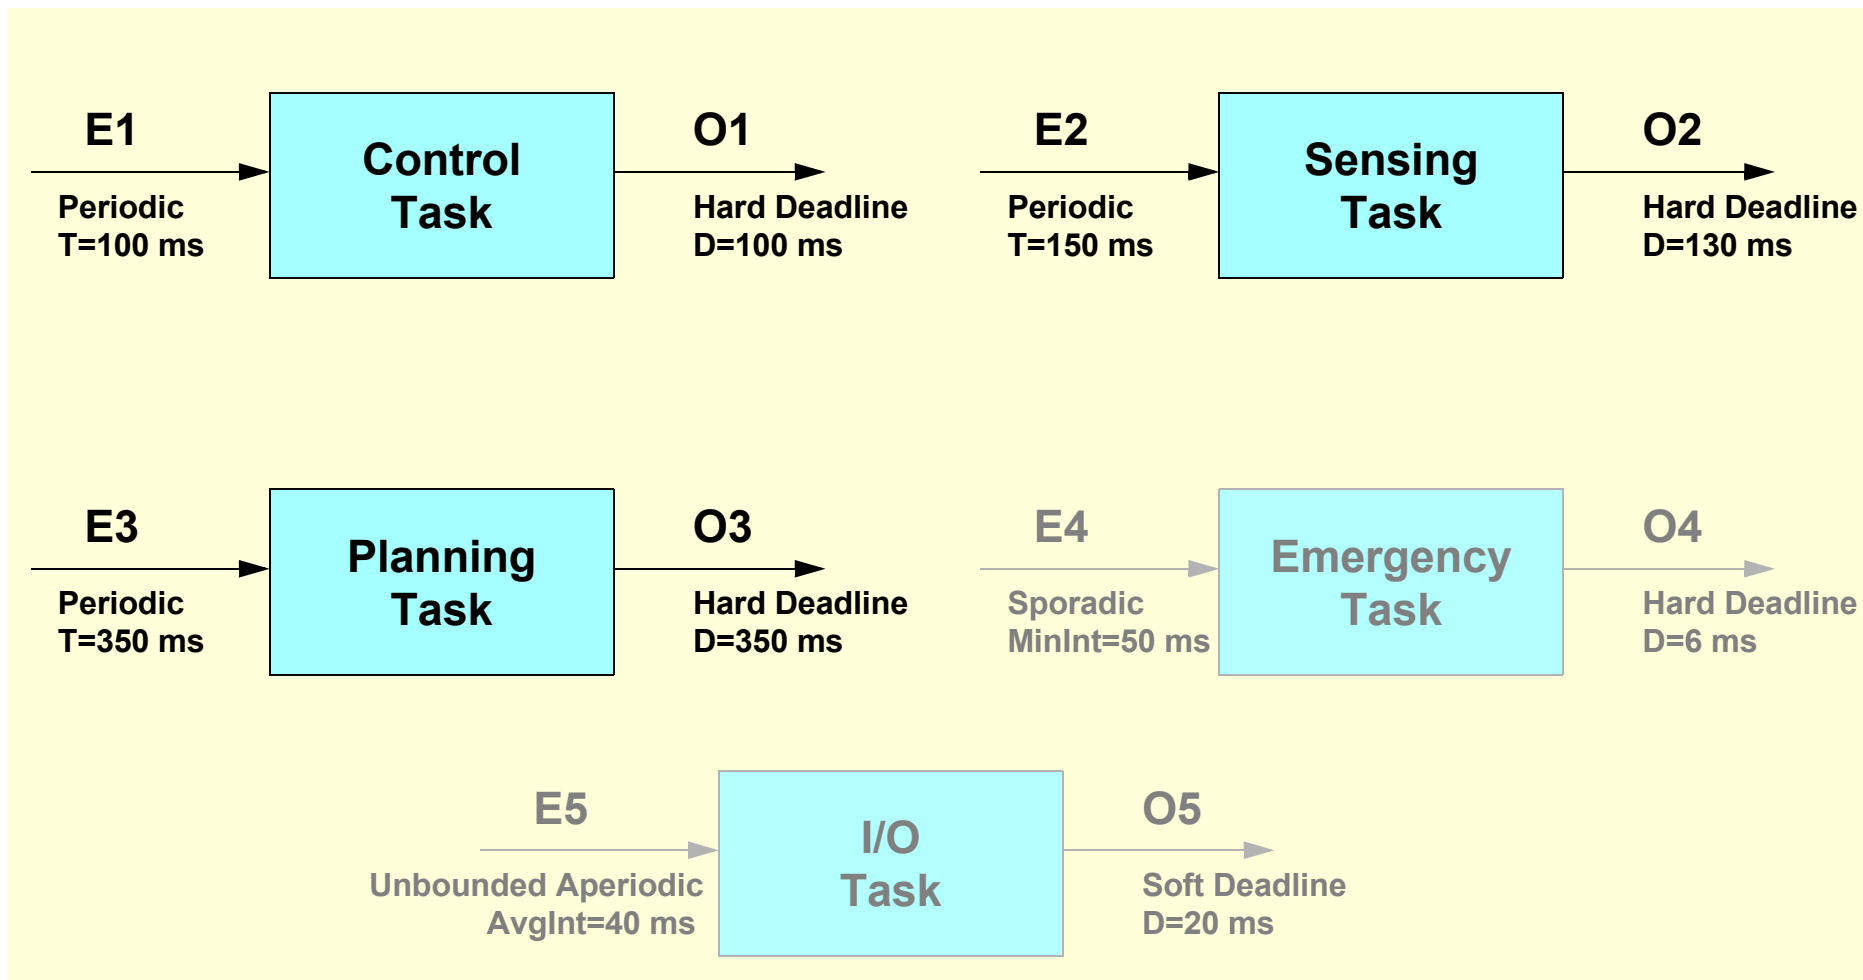 E1
Periodic
T=100 ms
Control
Task
O1
Hard Deadline
D=100 ms
E2
Periodic
T=150 ms
Sensing
Task
O2
Hard Deadline
D=130 ms
E3
Periodic
T=350 ms
Planning
Task
O3
Hard Deadline
D=350 ms
E4
Sporadic
MinInt=50 ms
Emergency
Task
O4
Hard Deadline
D=6 ms
E5
Unbounded Aperiodic
AvgInt=40 ms
I/O
Task
O5
Soft Deadline
D=20 ms